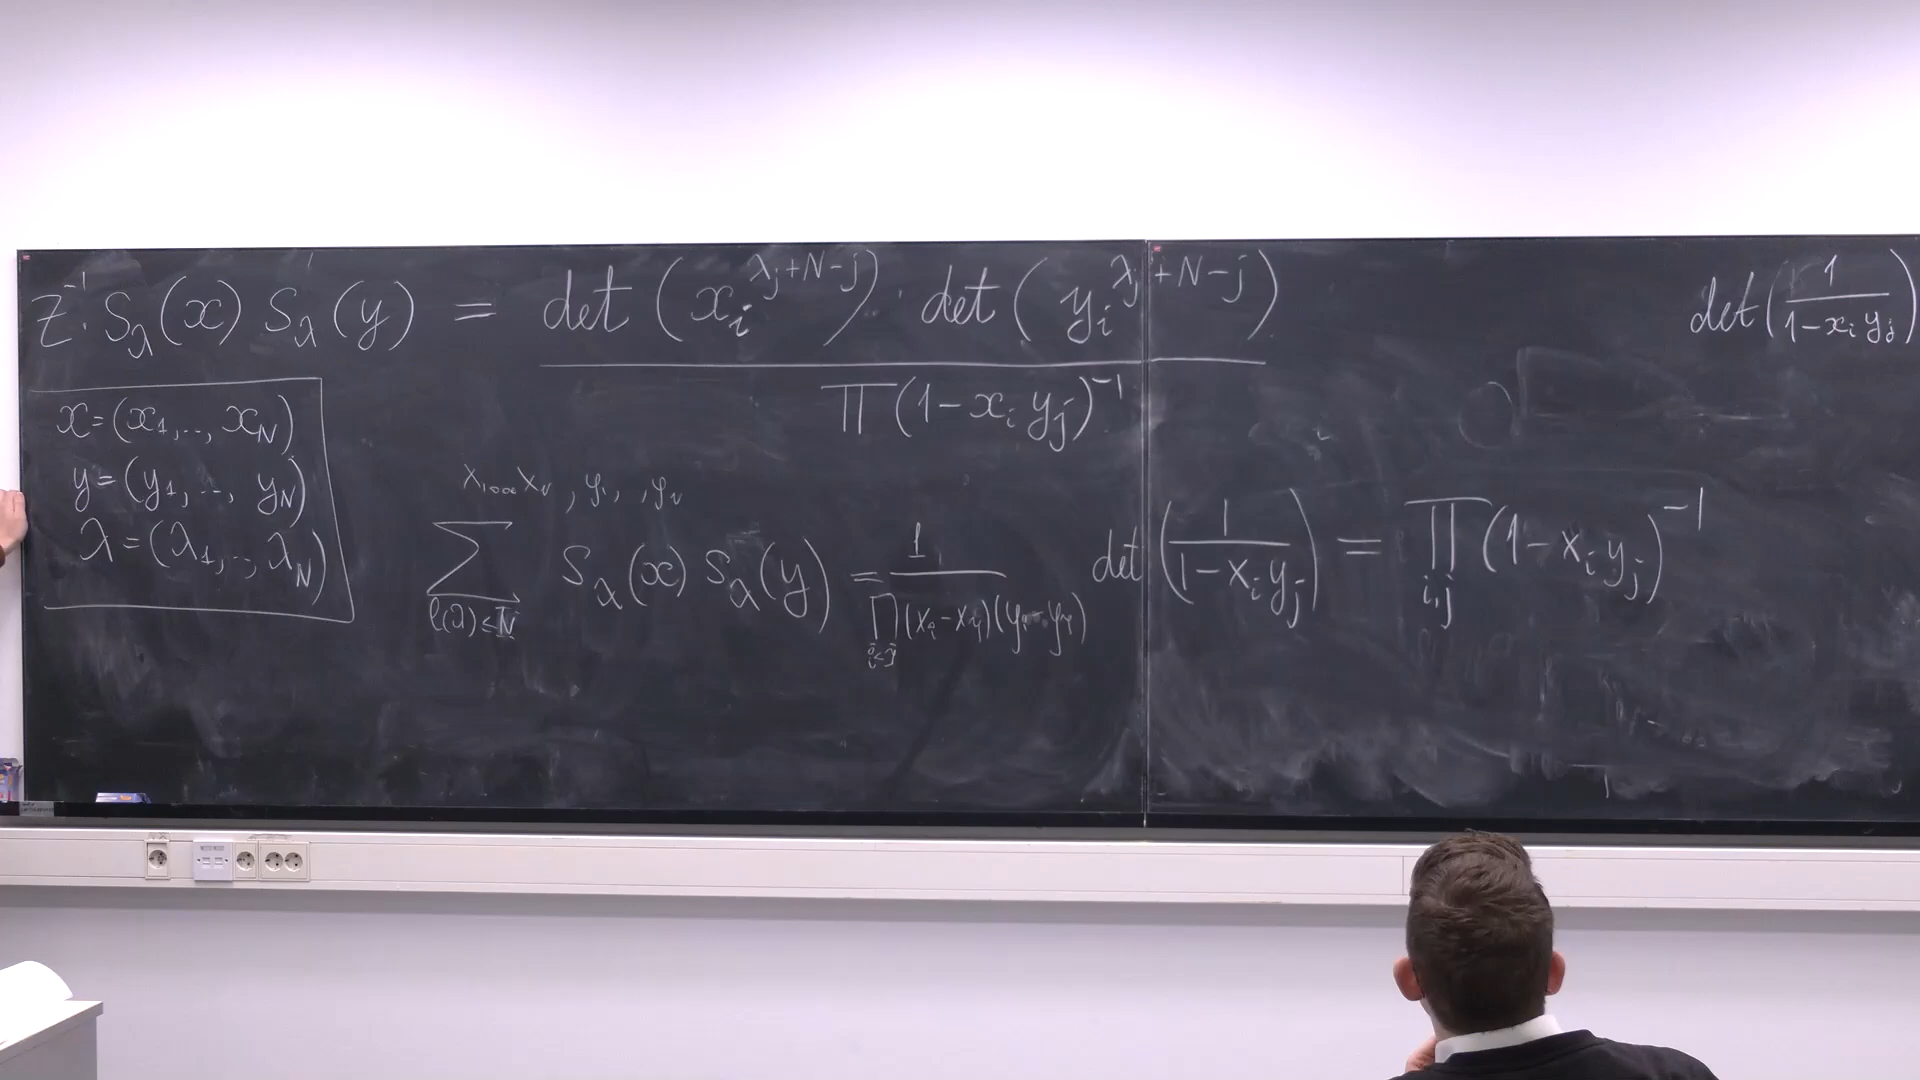 Z⁻¹ · S_λ(x) S_λ(y) = det(x_i^{λ_j+N-j}) · det(y_i^{λ_j+N-j}) / ∏(1-x_i y_j)⁻¹
x=(x_1,.., x_N)
y=(y_1, .., y_N)
λ=(λ_1,..,λ_N)
x_1...x_N, y_1, , y_N
∑_{ℓ(λ)≤N} S_λ(x) S_λ(y) = 1 / ∏_{i<j}(x_i-x_j)(y_i-y_j) det(1/(1-x_i y_j)) = ∏_{i,j}(1-x_i y_j)⁻¹
det(1/(1-x_i y_j))